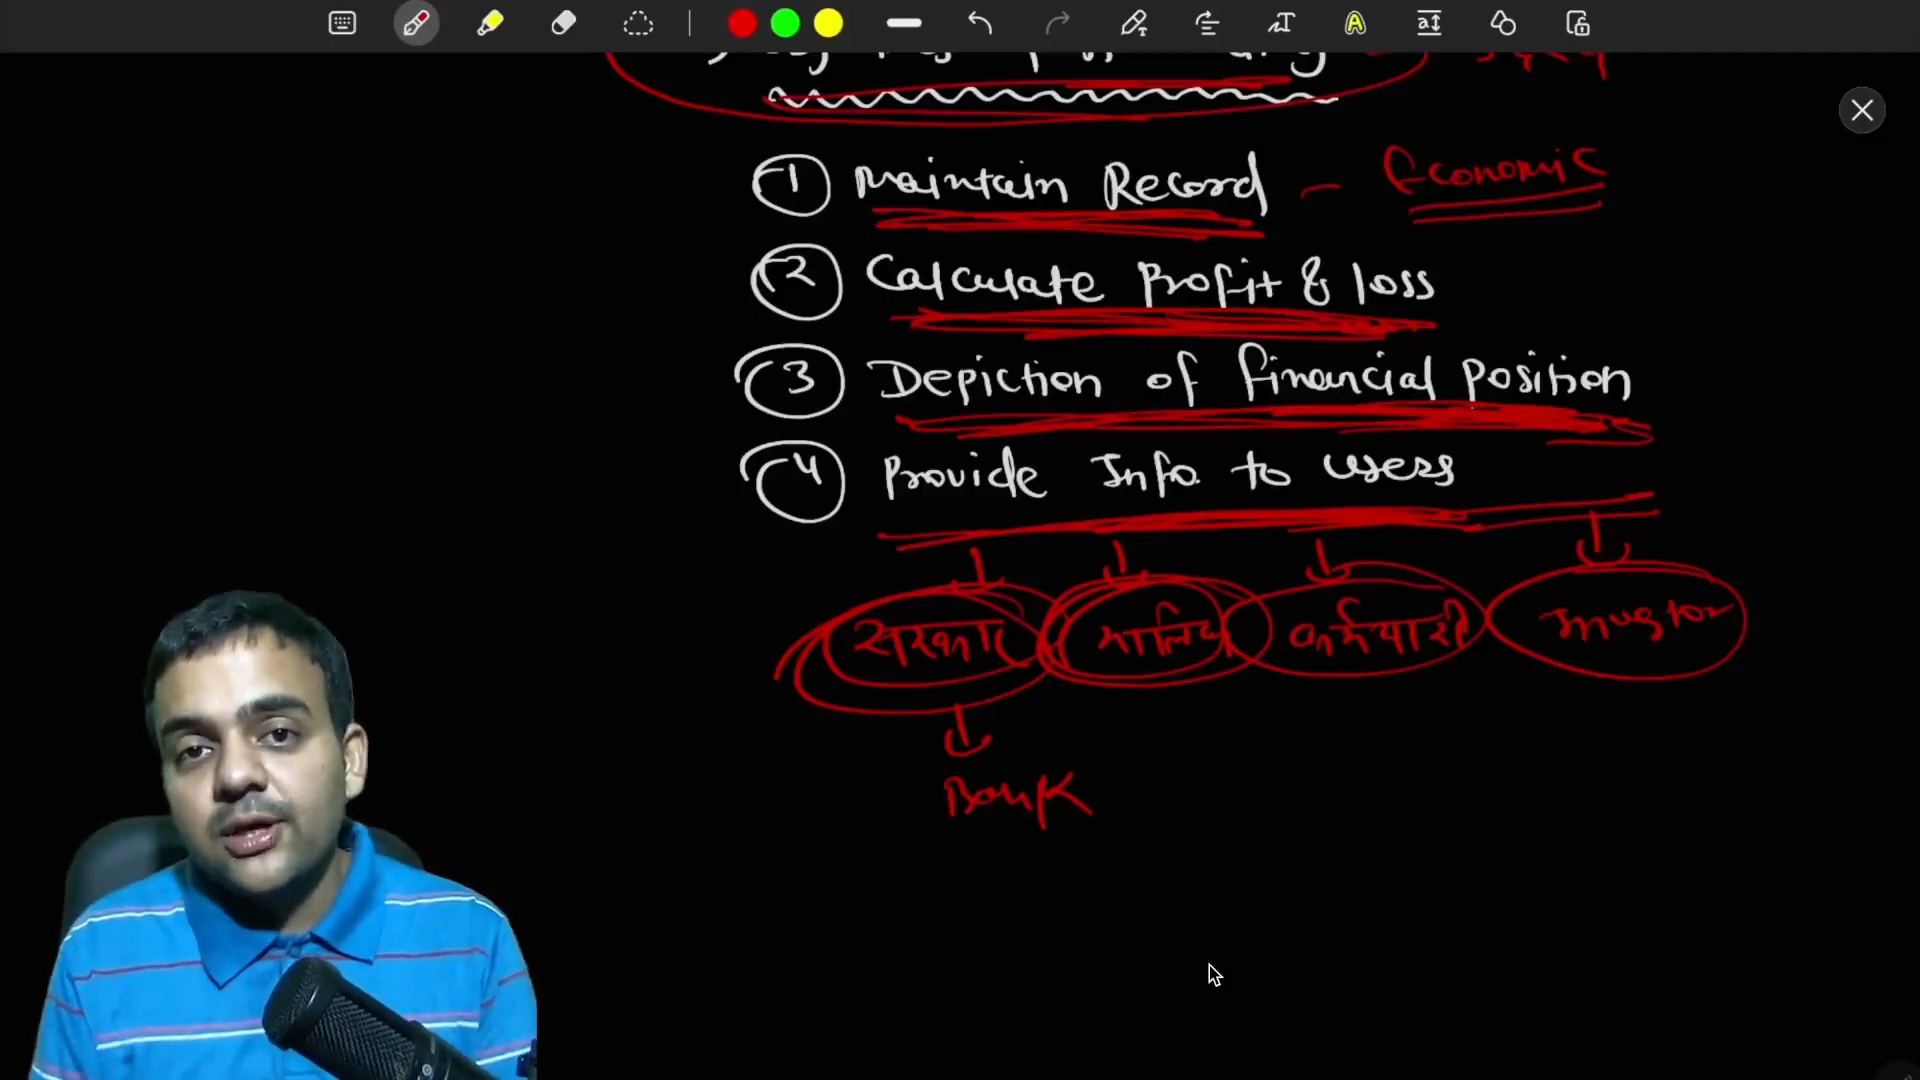 ① Maintain Record - Economic
② Calculate Profit & loss
③ Depiction of financial position
④ Provide Info. to users
सरकार मालिक कर्मचारी Investor
Bank